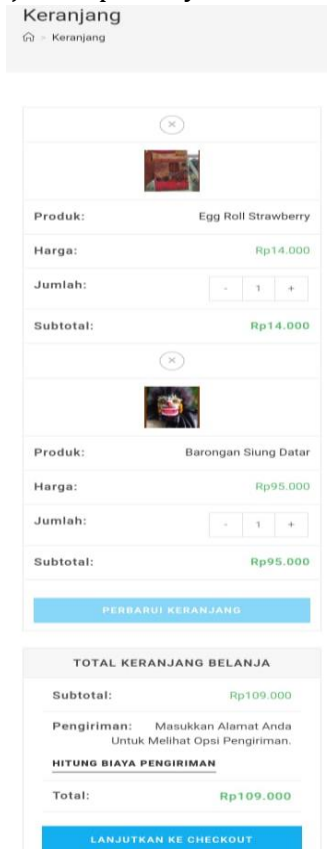 Keranjang
> Keranjang
×
Produk: Egg Roll Strawberry
Harga: Rp14.000
Jumlah: - 1 +
Subtotal: Rp14.000
×
Produk: Barongan Siung Datar
Harga: Rp95.000
Jumlah: - 1 +
Subtotal: Rp95.000
PERBARUI KERANJANG
TOTAL KERANJANG BELANJA
Subtotal: Rp109.000
Pengiriman: Masukkan Alamat Anda
Untuk Melihat Opsi Pengiriman.
HITUNG BIAYA PENGIRIMAN
Total: Rp109.000
LANJUTKAN KE CHECKOUT